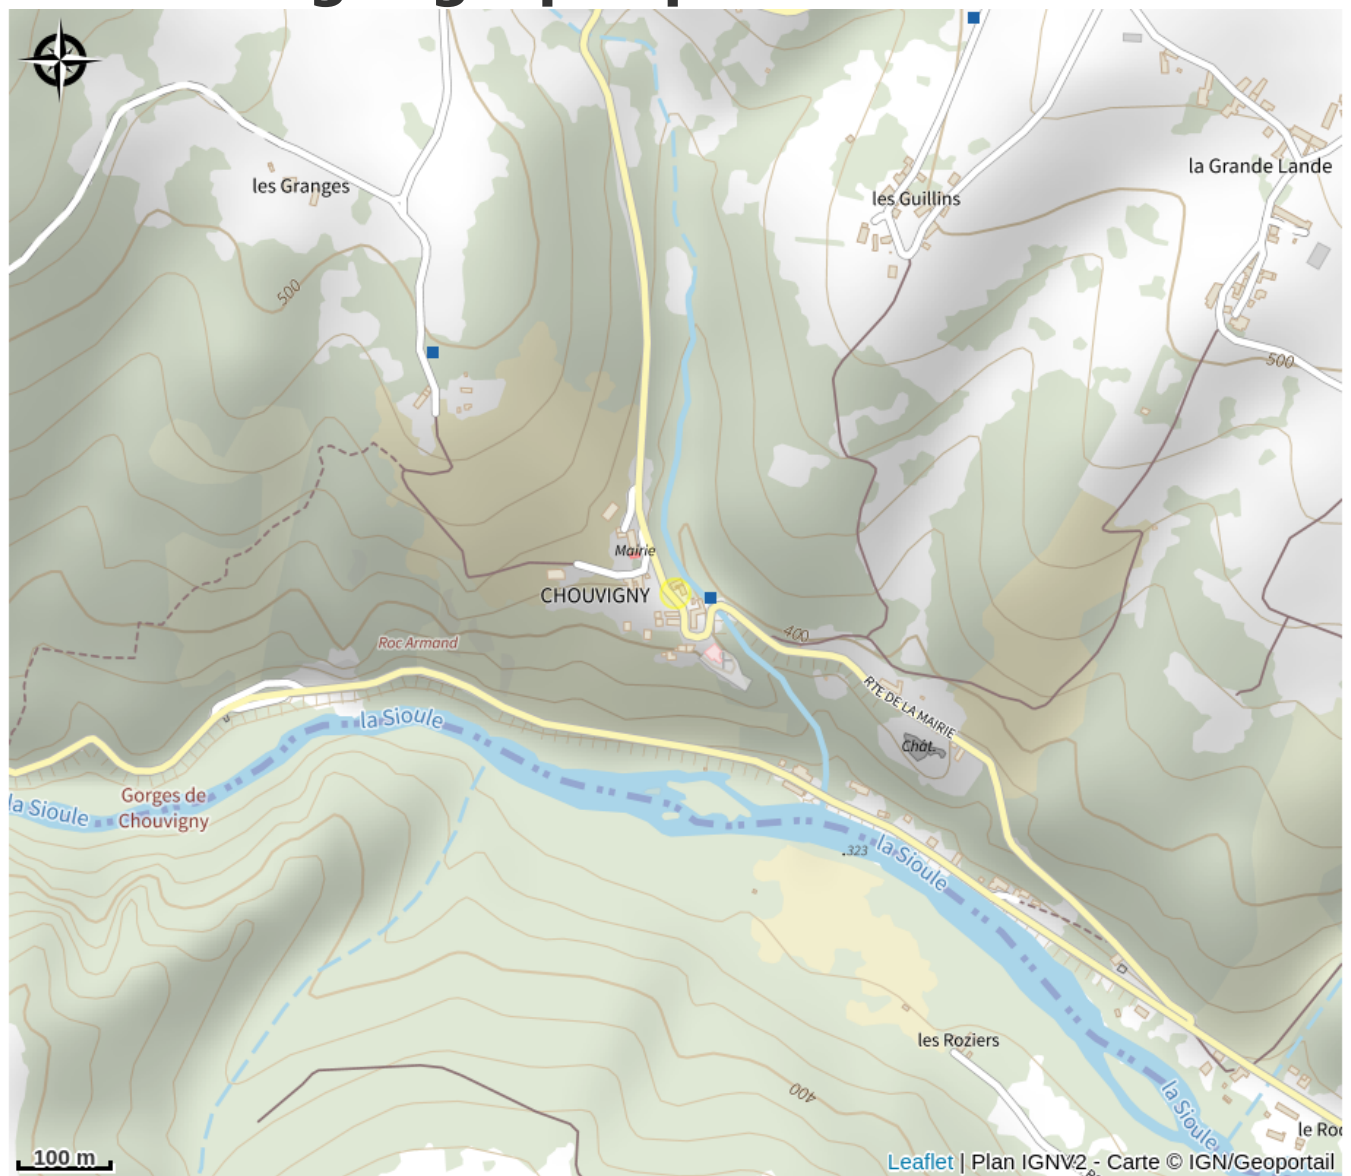 les Granges
la Grande Lande
les Guillins
500
500
Mairie
CHOUVIGNY
400
Roc Armand
RTE DE LA MAIRIE
la Sioule
Chât.
Gorges de
Chouvigny
la Sioule
.323
la Sioule
les Roziers
400
la Sioule
100 m
Leaflet | Plan IGNV2 - Carte © IGN/Geoportail